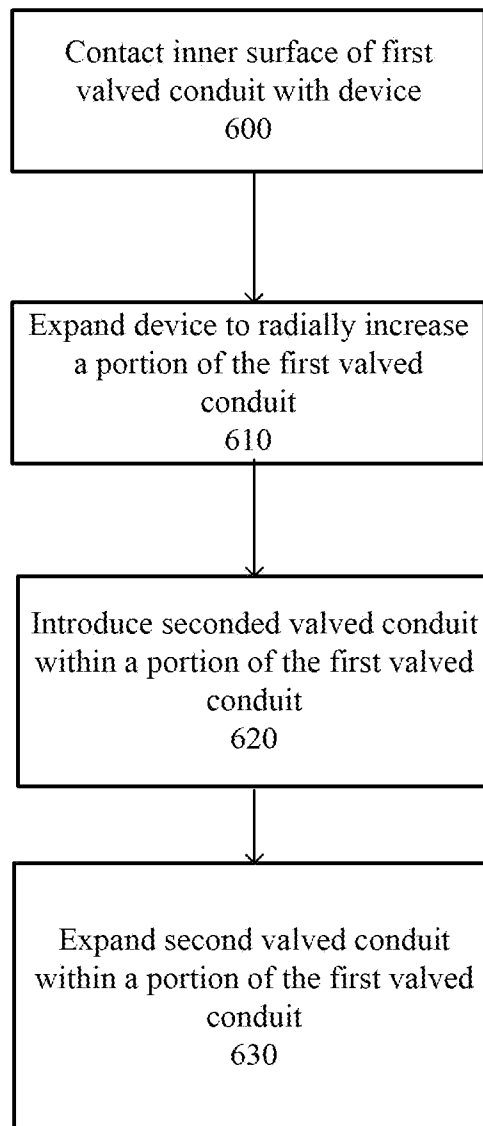 Contact inner surface of first
valved conduit with device
600
Expand device to radially increase
a portion of the first valved
conduit
610
Introduce seconded valved conduit
within a portion of the first valved
conduit
620
Expand second valved conduit
within a portion of the first valved
conduit
630